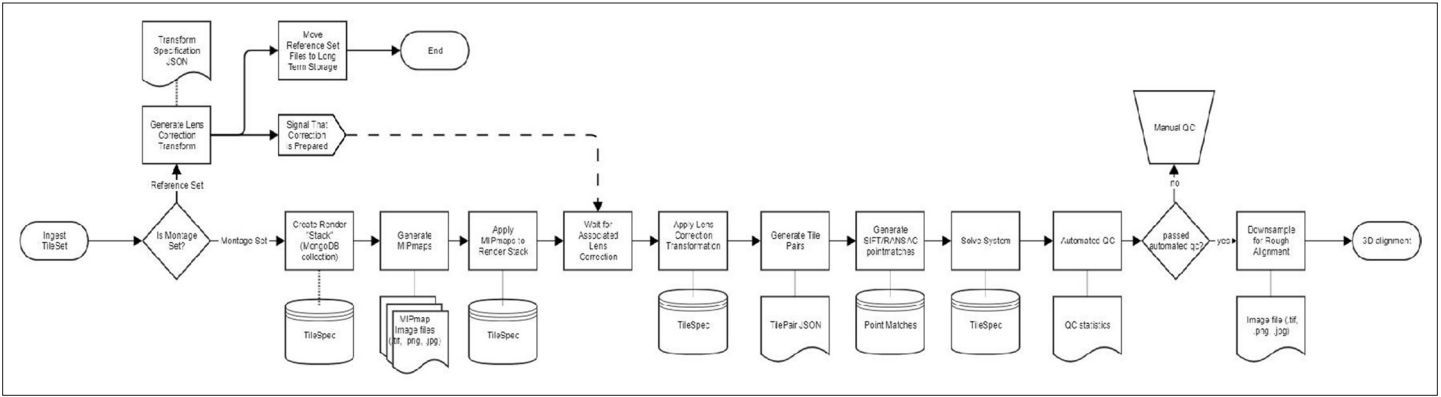 Transform
Specification
JSON
Move
Reference Set
Files to Long
Term Storage
End
Generate Lens
Correction
Transform
Signal That
Correction
is Prepared
Manual QC
Reference Set
no
Ingest
TileSet
Is Montage
Set?
Montage Set
Create Render
"Stack"
(MongoDB
collection)
Generate
MIPmaps
Apply
MIPmaps to
Render Stack
Wait for
Associated
Lens
Correction
Apply Lens
Correction
Transformation
Generate Tile
Pairs
Generate
SIFT/RANSAC
pointmatches
Solve System
Automated QC
passed
automated qc?
yes
Downsample
for Rough
Alignment
3D alignment
TileSpec
MIPmap
Image files
(.tif, .png, .jpg)
TileSpec
TileSpec
TilePair JSON
Point Matches
TileSpec
QC statistics
Image file (.tif,
.png, .jpg)